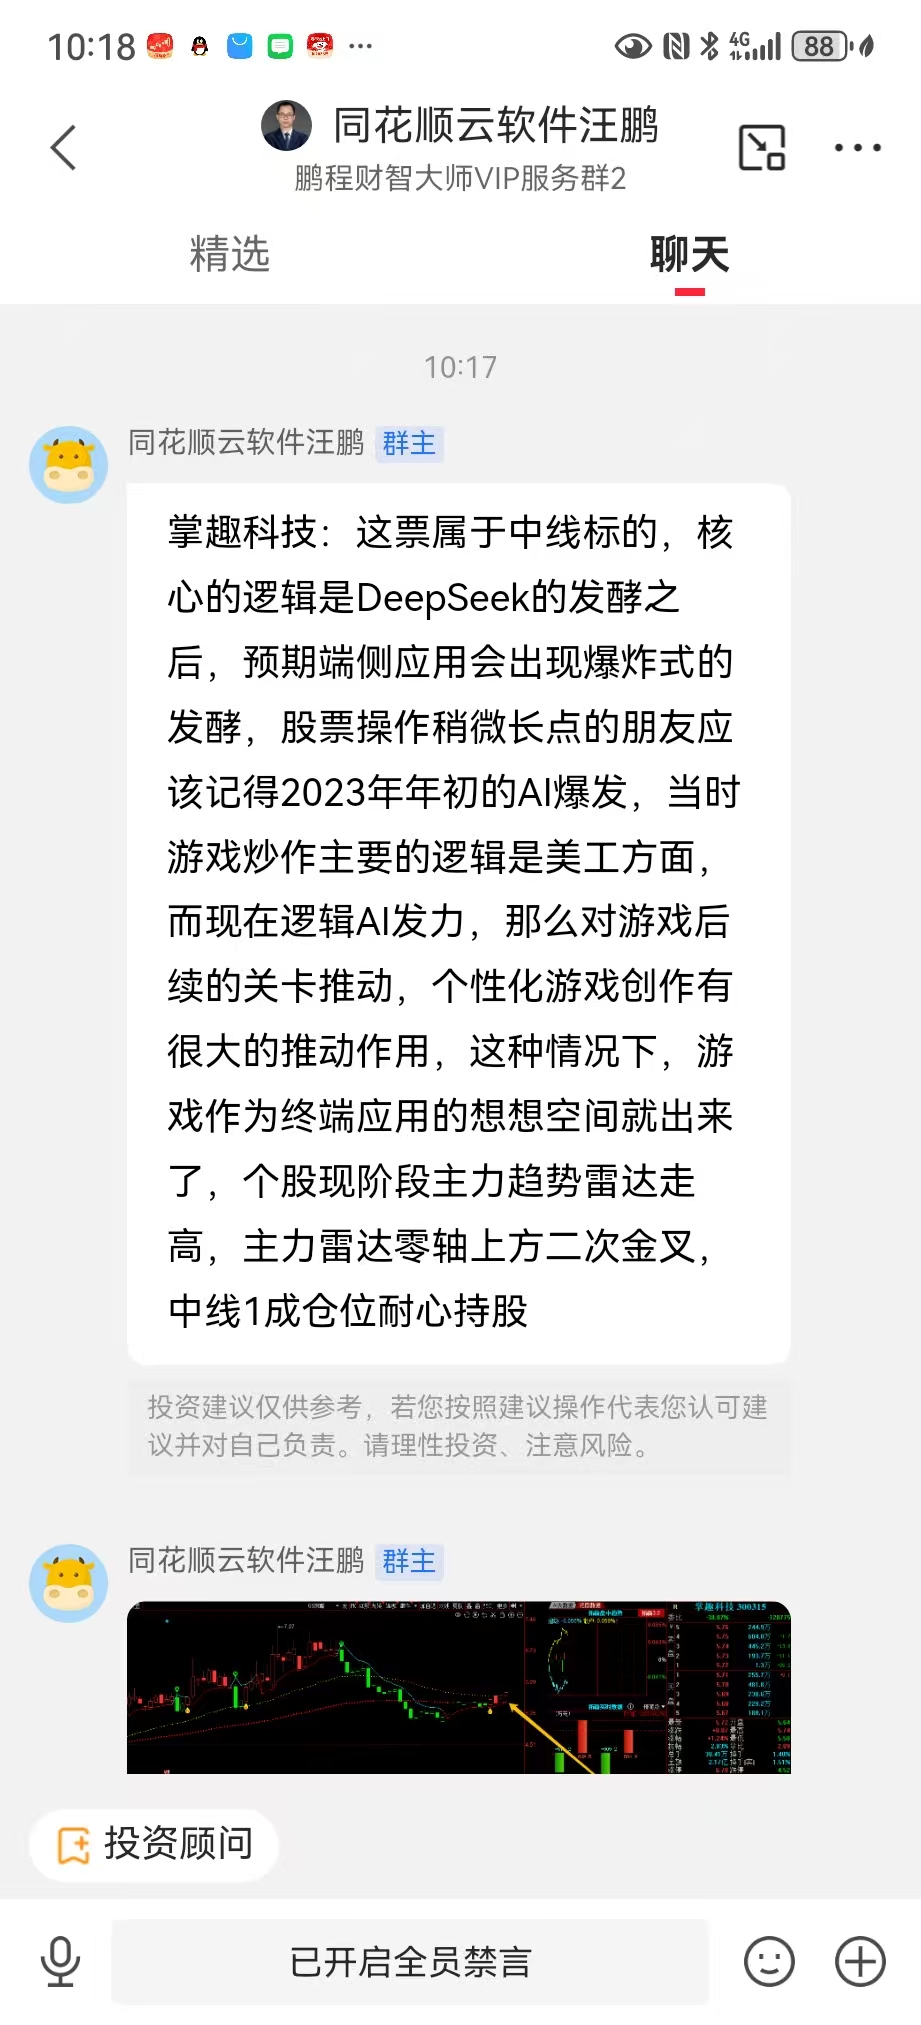 10:18
4G
88
同花顺云软件汪鹏
鹏程财智大师VIP服务群2
精选
聊天
10:17
同花顺云软件汪鹏 群主
掌趣科技：这票属于中线标的，核
心的逻辑是DeepSeek的发酵之
后，预期端侧应用会出现爆炸式的
发酵，股票操作稍微长点的朋友应
该记得2023年年初的AI爆发，当时
游戏炒作主要的逻辑是美工方面，
而现在逻辑AI发力，那么对游戏后
续的关卡推动，个性化游戏创作有
很大的推动作用，这种情况下，游
戏作为终端应用的想想空间就出来
了，个股现阶段主力趋势雷达走
高，主力雷达零轴上方二次金叉，
中线1成仓位耐心持股
投资建议仅供参考，若您按照建议操作代表您认可建
议并对自己负责。请理性投资、注意风险。
同花顺云软件汪鹏 群主
掌趣科技 300315
投资顾问
已开启全员禁言